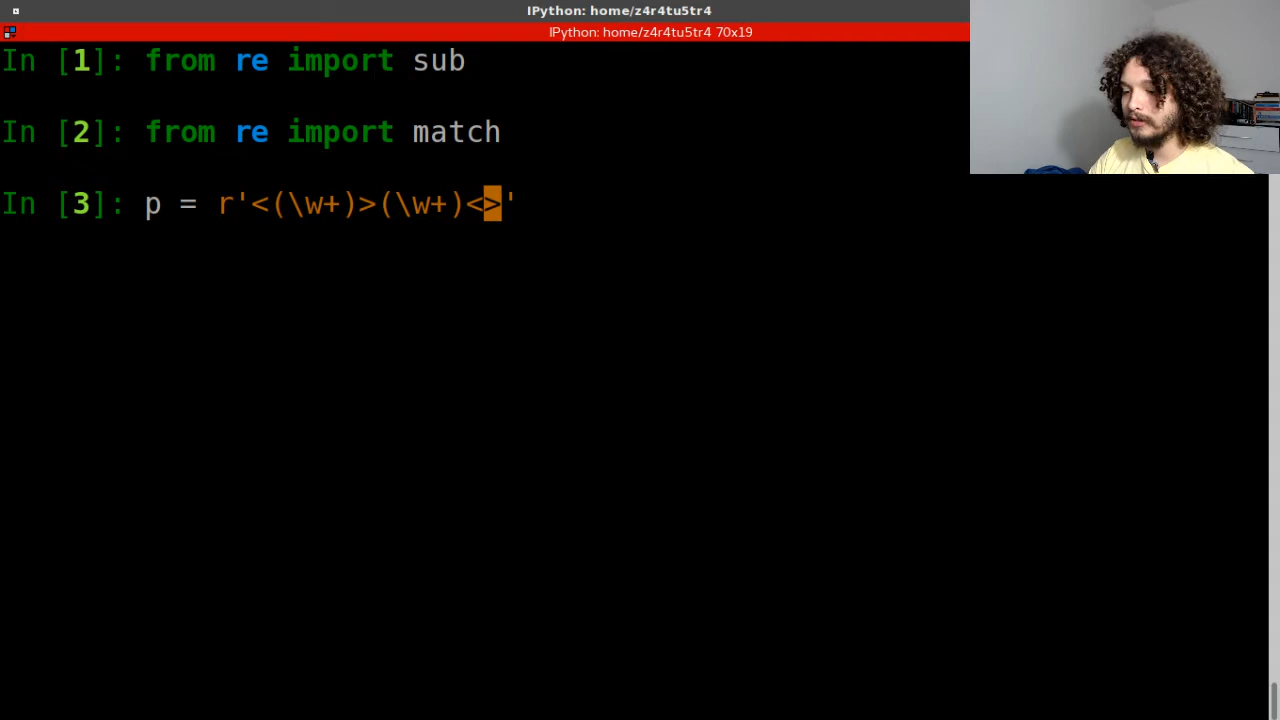 IPython: home/z4r4tu5tr4
IPython: home/z4r4tu5tr4 70x19
In [1]: from re import sub
In [2]: from re import match
In [3]: p = r'<(\w+)>(\w+)<>'